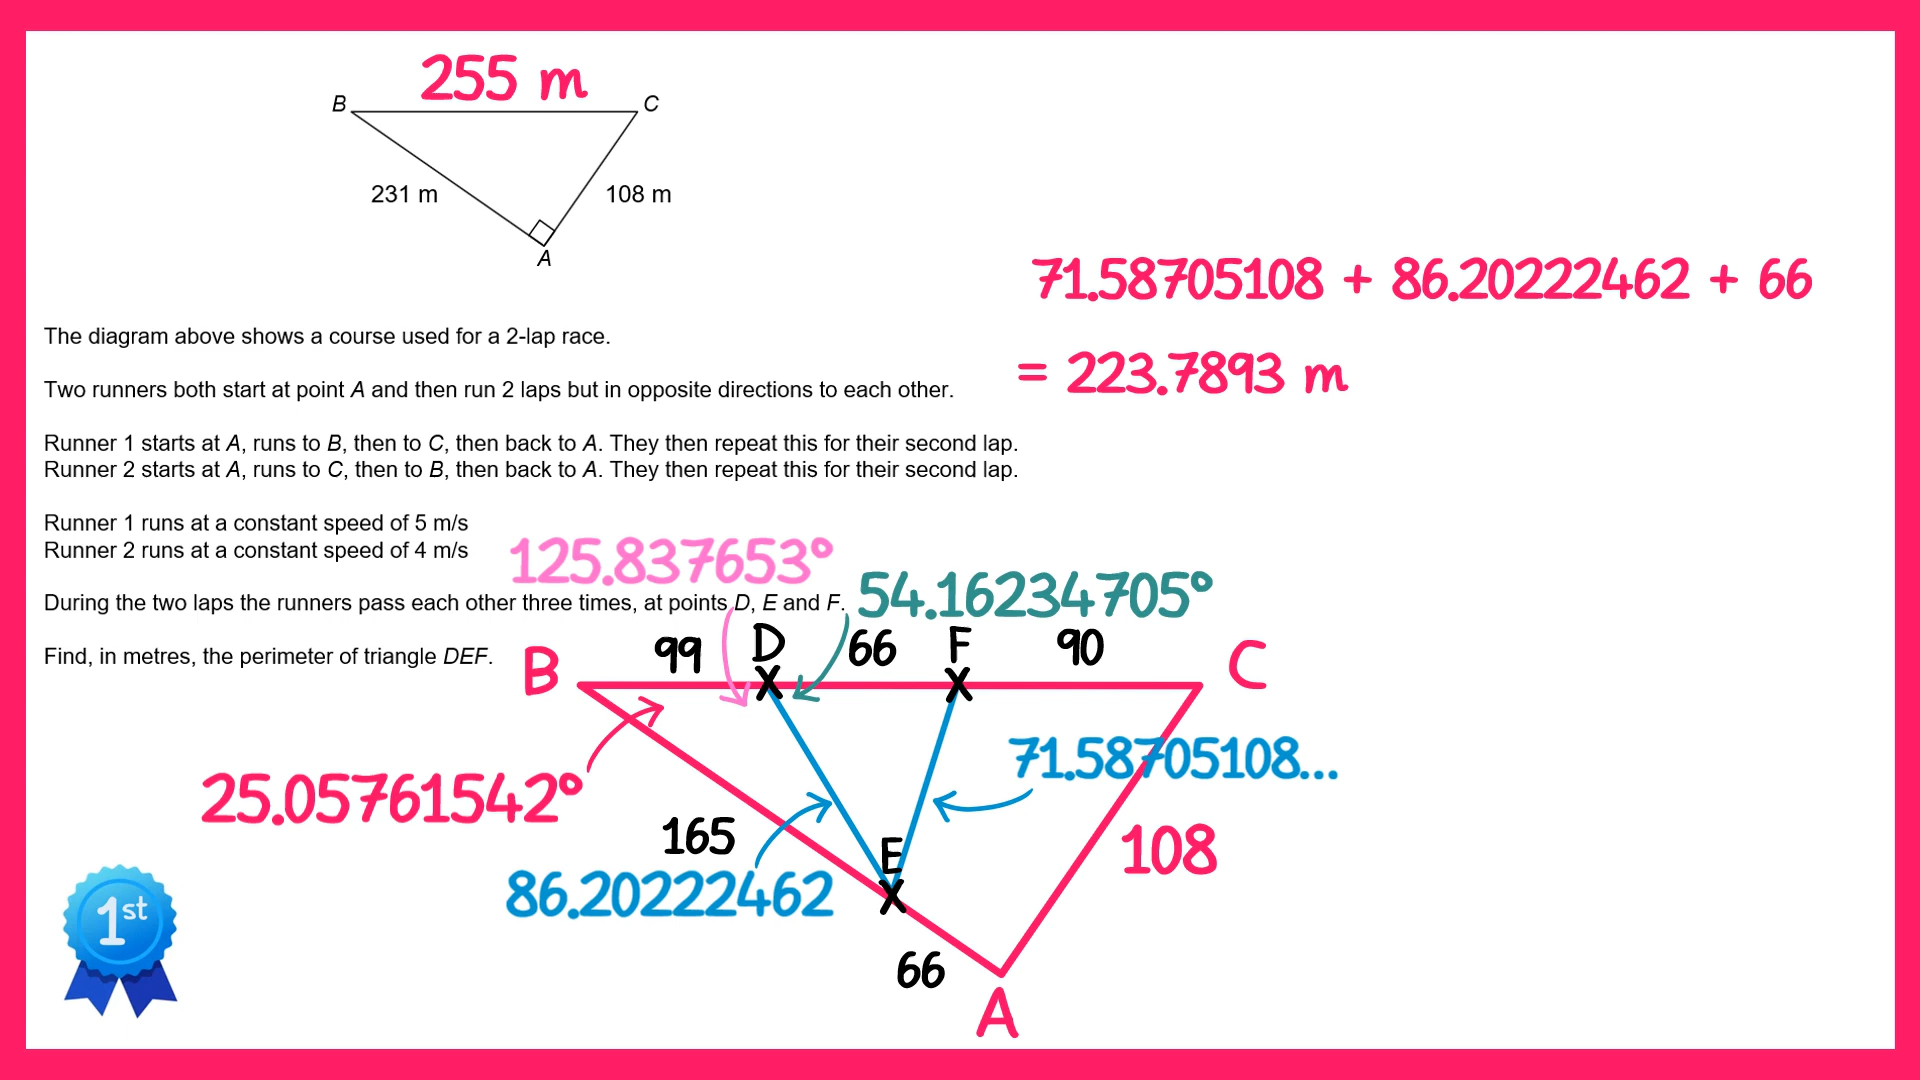 255 m
B
C
231 m
108 m
A
71.58705108 + 86.20222462 + 66
= 223.7893 m
The diagram above shows a course used for a 2-lap race.
Two runners both start at point A and then run 2 laps but in opposite directions to each other.
Runner 1 starts at A, runs to B, then to C, then back to A. They then repeat this for their second lap.
Runner 2 starts at A, runs to C, then to B, then back to A. They then repeat this for their second lap.
Runner 1 runs at a constant speed of 5 m/s
Runner 2 runs at a constant speed of 4 m/s
125.837653°
54.16234705°
During the two laps the runners pass each other three times, at points D, E and F.
Find, in metres, the perimeter of triangle DEF.
B
99
D
66
F
90
C
71.58705108...
25.05761542°
165
E
108
86.20222462
1st
66
A